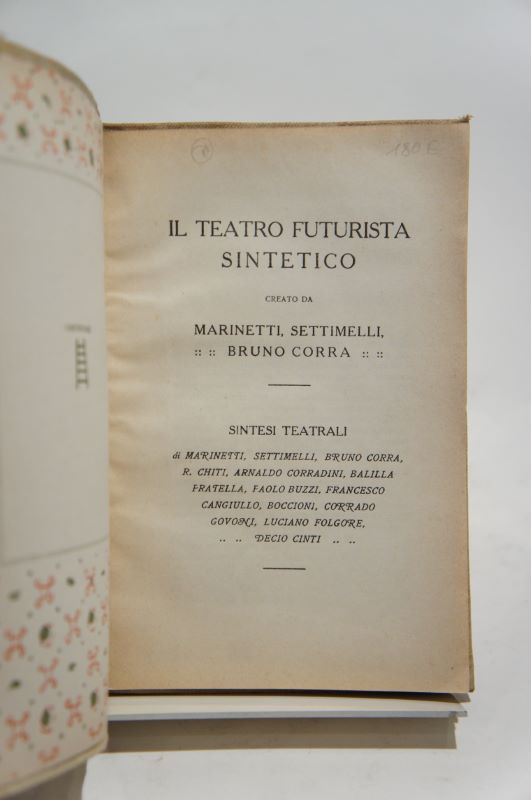 180 E
IL TEATRO FUTURISTA
SINTETICO
CREATO DA
MARINETTI, SETTIMELLI,
:: :: BRUNO CORRA :: ::
SINTESI TEATRALI
di MARINETTI, SETTIMELLI, BRUNO CORRA,
R. CHITI, ARNALDO CORRADINI, BALILLA
FRATELLA, PAOLO BUZZI, FRANCESCO
CANGIULLO, BOCCIONI, CORRADO
GOVONI, LUCIANO FOLGORE,
.. .. DECIO CINTI .. ..